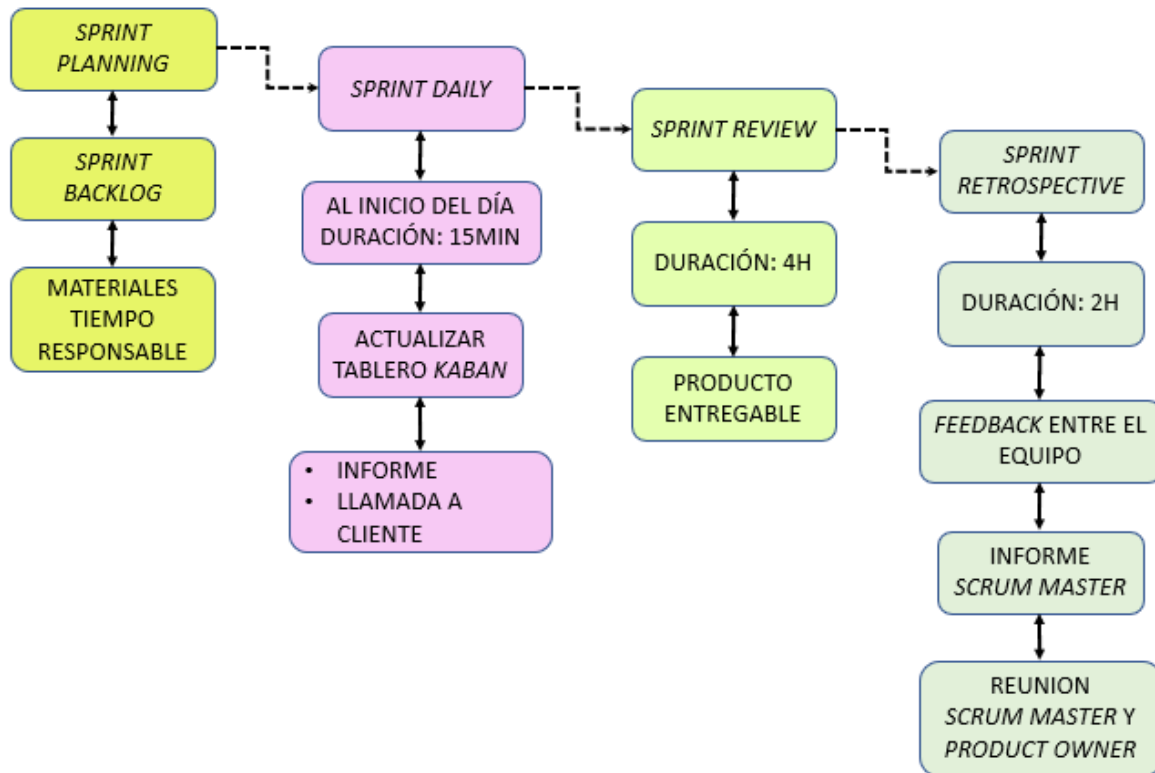 SPRINT
PLANNING
SPRINT
BACKLOG
MATERIALES
TIEMPO
RESPONSABLE
SPRINT DAILY
AL INICIO DEL DÍA
DURACIÓN: 15MIN
ACTUALIZAR
TABLERO KABAN
• INFORME
• LLAMADA A
CLIENTE
SPRINT REVIEW
DURACIÓN: 4H
PRODUCTO
ENTREGABLE
SPRINT
RETROSPECTIVE
DURACIÓN: 2H
FEEDBACK ENTRE EL
EQUIPO
INFORME
SCRUM MASTER
REUNION
SCRUM MASTER Y
PRODUCT OWNER